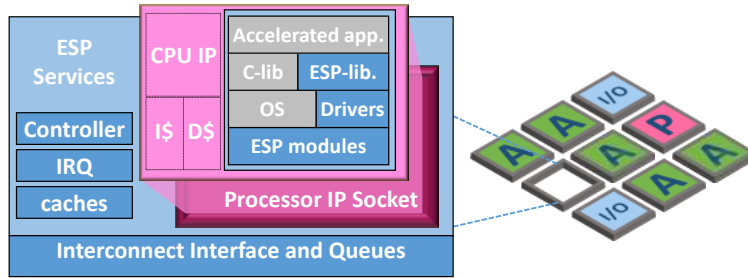 ESP
Services
Controller
IRQ
caches
CPU IP
I$ D$
Accelerated app.
C-lib ESP-lib.
OS Drivers
ESP modules
Processor IP Socket
Interconnect Interface and Queues
I/O
A P
A A A
A
I/O